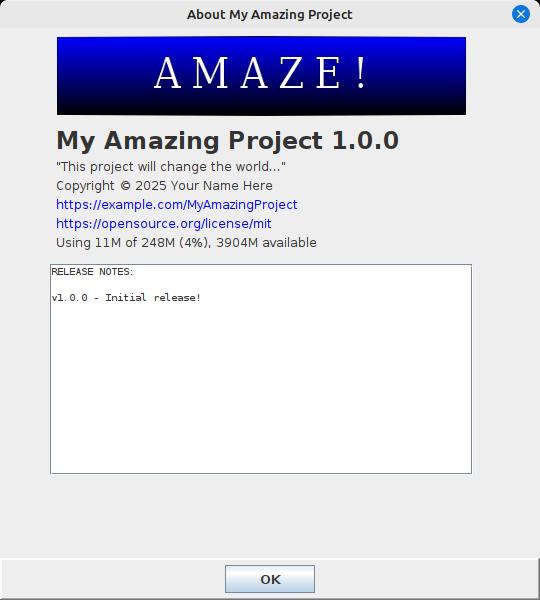 About My Amazing Project
AMAZE!
My Amazing Project 1.0.0
"This project will change the world..."
Copyright © 2025 Your Name Here
https://example.com/MyAmazingProject
https://opensource.org/license/mit
Using 11M of 248M (4%), 3904M available
RELEASE NOTES:
v1.0.0 - Initial release!
OK